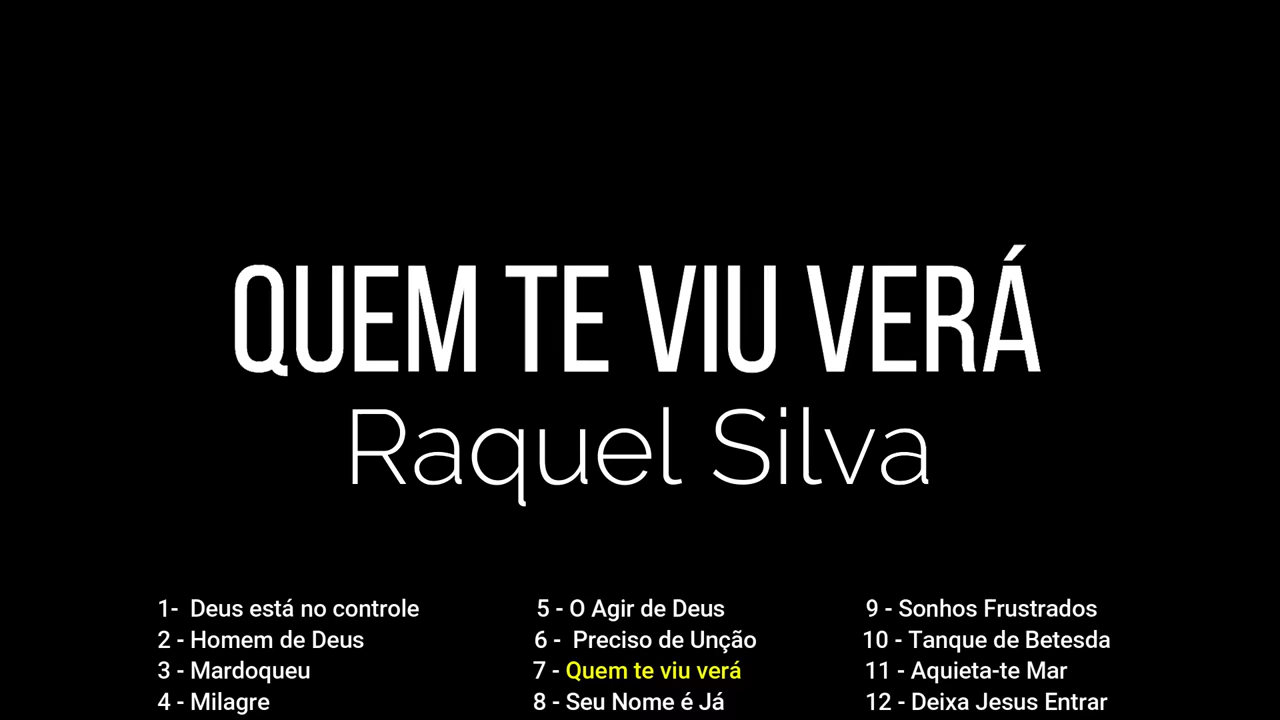 QUEM TE VIU VERÁ
Raquel Silva
1-  Deus está no controle
2 - Homem de Deus
3 - Mardoqueu
4 - Milagre
5 - O Agir de Deus
6 -  Preciso de Unção
7 - Quem te viu verá
8 - Seu Nome é Já
9 - Sonhos Frustrados
10 - Tanque de Betesda
11 - Aquieta-te Mar
12 - Deixa Jesus Entrar